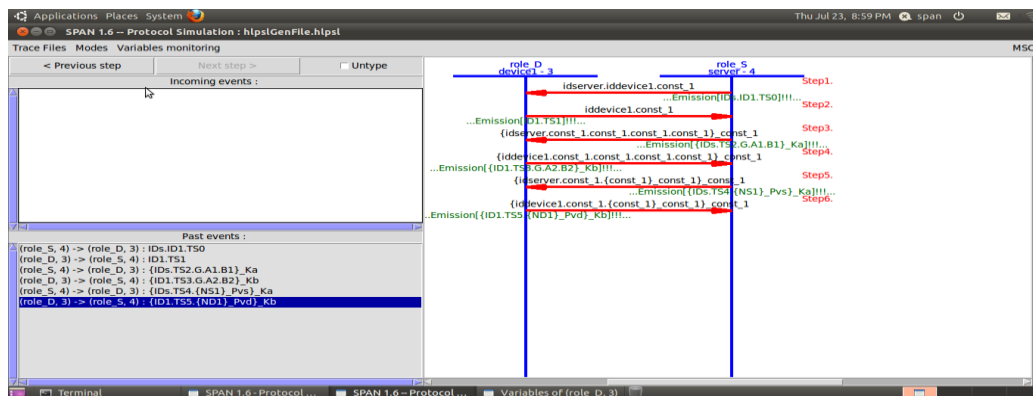 Applications Places System
Thu Jul 23, 8:59 PM span
SPAN 1.6 -- Protocol Simulation : hlpslGenFile.hlpsl
Trace Files Modes Variables monitoring
MSC
< Previous step
Next step >
Untype
Incoming events :
Past events :
(role_S, 4) -> (role_D, 3) : IDs.ID1.TS0
(role_D, 3) -> (role_S, 4) : ID1.TS1
(role_S, 4) -> (role_D, 3) : {IDs.TS2.G.A1.B1}_Ka
(role_D, 3) -> (role_S, 4) : {ID1.TS3.G.A2.B2}_Kb
(role_S, 4) -> (role_D, 3) : {IDs.TS4.{NS1}_Pvs}_Ka
(role_D, 3) -> (role_S, 4) : {ID1.TS5.{ND1}_Pvd}_Kb
role_D
device1 - 3
role_S
server - 4
Step1.
idserver.iddevice1.const_1
...Emission[IDs.ID1.TS0]!!!...
Step2.
iddevice1.const_1
...Emission[ID1.TS1]!!!...
Step3.
{idserver.const_1.const_1.const_1.const_1}_const_1
...Emission[{IDs.TS2.G.A1.B1}_Ka]!!!...
Step4.
{iddevice1.const_1.const_1.const_1.const_1}_const_1
...Emission[{ID1.TS3.G.A2.B2}_Kb]!!!...
Step5.
{idserver.const_1.{const_1}_const_1}_const_1
...Emission[{IDs.TS4.{NS1}_Pvs}_Ka]!!!...
Step6.
{iddevice1.const_1.{const_1}_const_1}_const_1
...Emission[{ID1.TS5.{ND1}_Pvd}_Kb]!!!...
Terminal
SPAN 1.6 - Protocol ...
SPAN 1.6 -- Protocol ...
Variables of (role_D, 3)